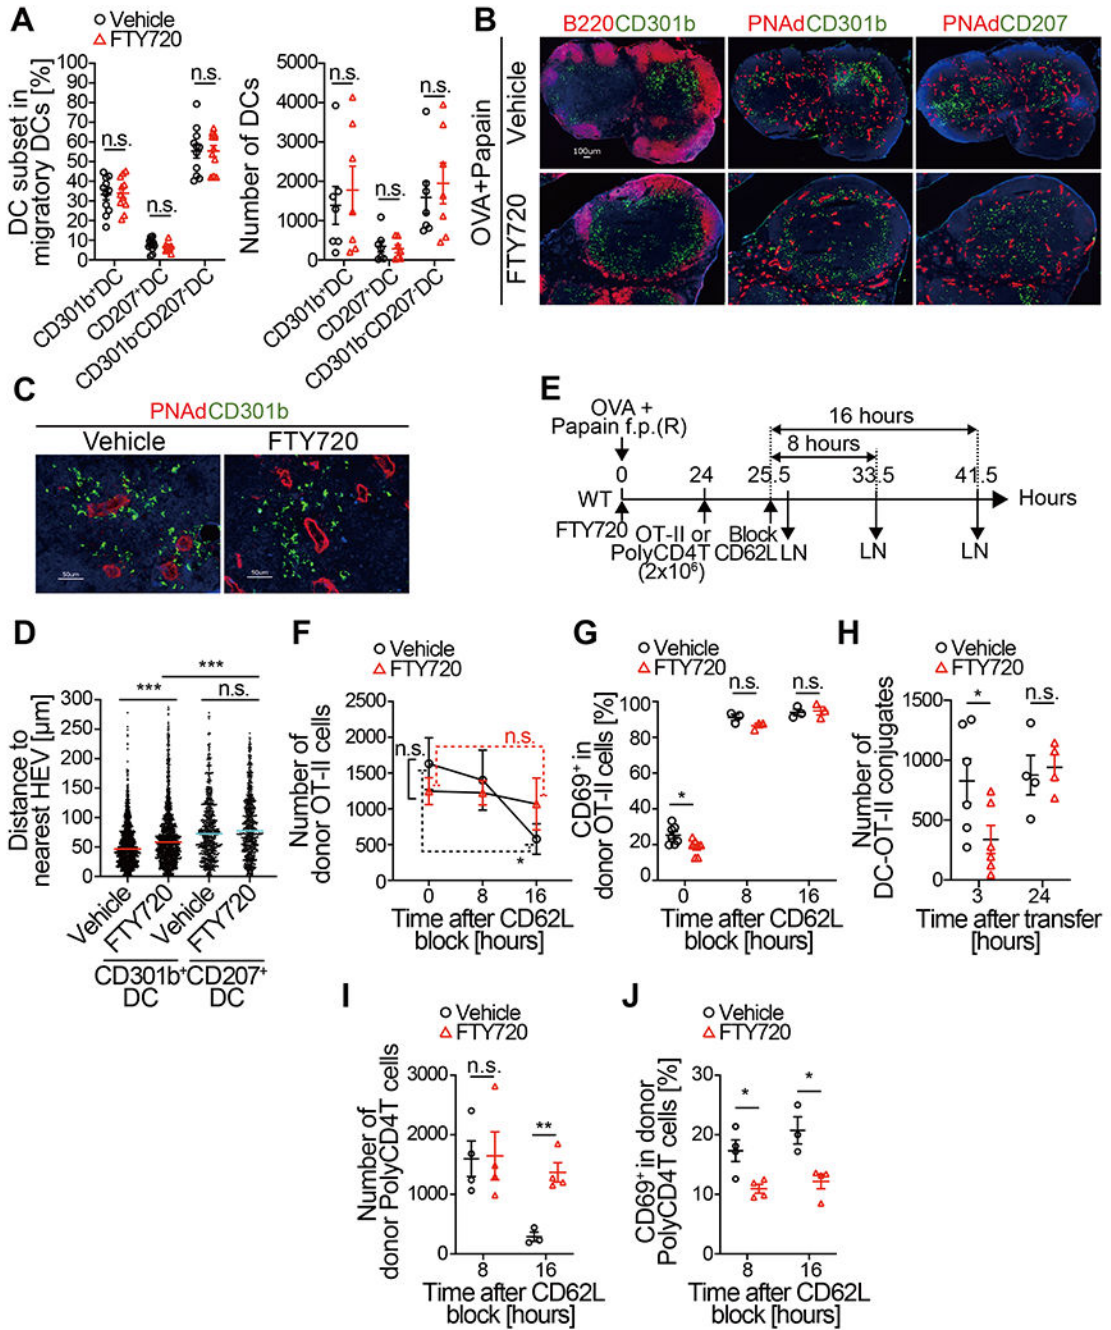 A
Vehicle
FTY720
DC subset in
migratory DCs [%]
100
90
80
70
60
50
40
30
20
10
0
n.s.
n.s.
n.s.
CD301b⁺DC
CD207⁺DC
CD301b⁻CD207⁻DC
Number of DCs
5000
4000
3000
2000
1000
0
n.s.
n.s.
n.s.
CD301b⁺DC
CD207⁺DC
CD301b⁻CD207⁻DC
B
B220CD301b
PNAdCD301b
PNAdCD207
OVA+Papain
Vehicle
FTY720
100um
C
PNAdCD301b
Vehicle
FTY720
50um
50um
E
OVA +
Papain f.p.(R)
16 hours
8 hours
0
24
25.5
33.5
41.5
WT
Hours
FTY720
OT-II or
PolyCD4T
(2x10⁶)
Block
CD62L
LN
LN
LN
D
Distance to
nearest HEV [µm]
300
250
200
150
100
50
0
***
***
n.s.
Vehicle
FTY720
Vehicle
FTY720
CD301b⁺
DC
CD207⁺
DC
F
Vehicle
FTY720
Number of
donor OT-II cells
2500
2000
1500
1000
500
0
n.s.
n.s.
*
0
8
16
Time after CD62L
block [hours]
G
Vehicle
FTY720
CD69⁺ in
donor OT-II cells [%]
100
80
60
40
20
0
*
n.s.
n.s.
0
8
16
Time after CD62L
block [hours]
H
Vehicle
FTY720
Number of
DC-OT-II conjugates
1500
1000
500
0
*
n.s.
3
24
Time after transfer
[hours]
I
Vehicle
FTY720
Number of
donor PolyCD4T cells
3000
2000
1000
0
n.s.
**
8
16
Time after CD62L
block [hours]
J
Vehicle
FTY720
CD69⁺ in donor
PolyCD4T cells [%]
30
20
10
0
*
*
8
16
Time after CD62L
block [hours]